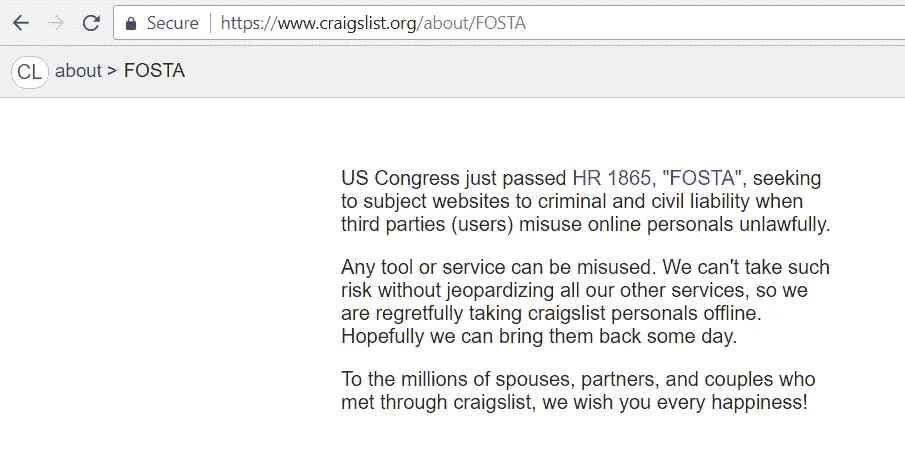 Secure https://www.craigslist.org/about/FOSTA
CL about > FOSTA
US Congress just passed HR 1865, "FOSTA", seeking
to subject websites to criminal and civil liability when
third parties (users) misuse online personals unlawfully.
Any tool or service can be misused. We can't take such
risk without jeopardizing all our other services, so we
are regretfully taking craigslist personals offline.
Hopefully we can bring them back some day.
To the millions of spouses, partners, and couples who
met through craigslist, we wish you every happiness!